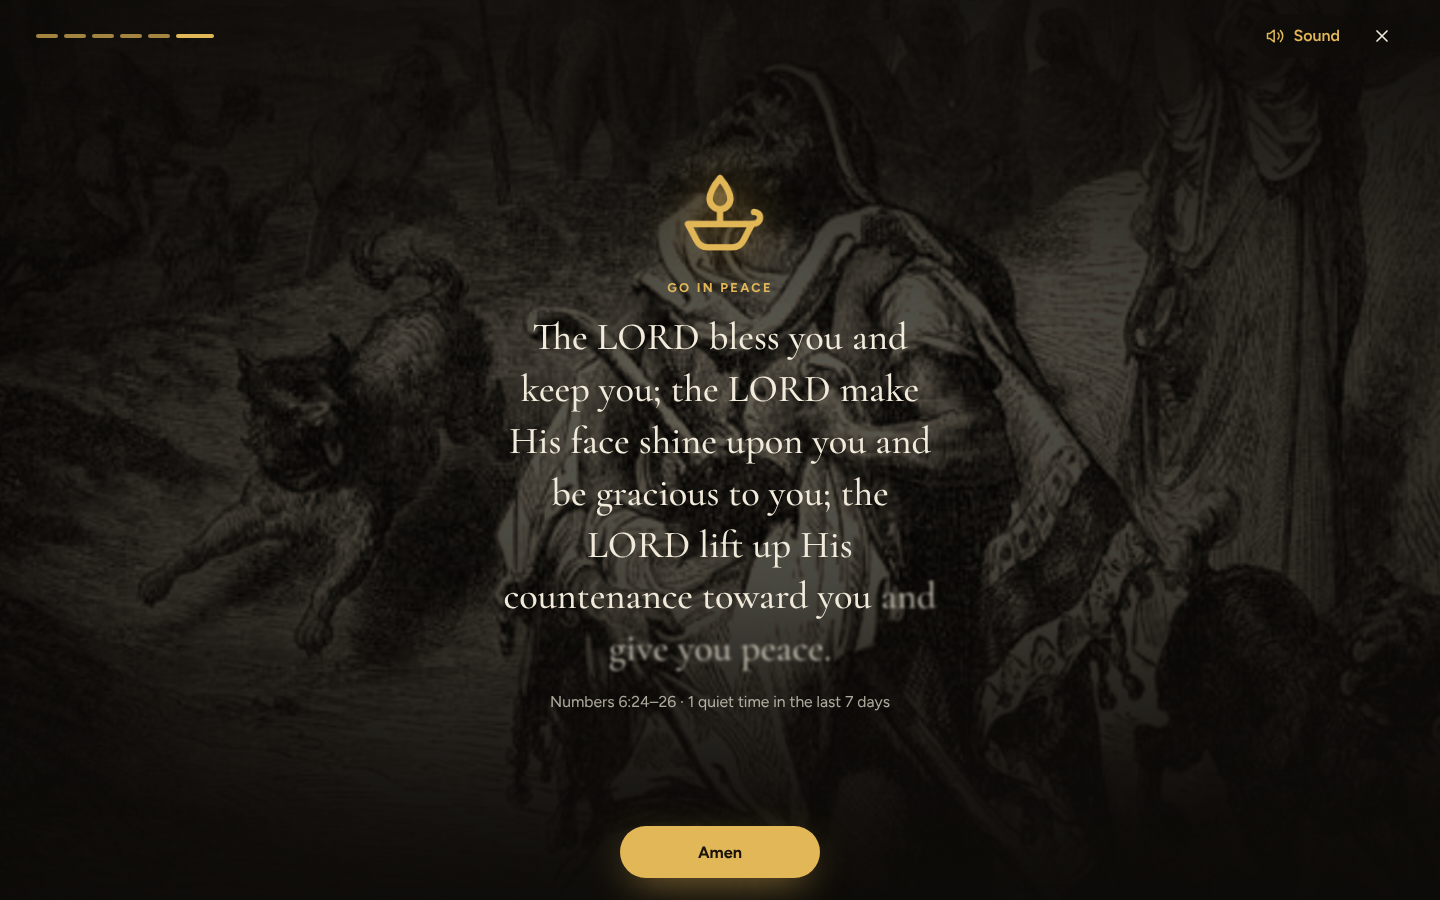 Sound
GO IN PEACE
The LORD bless you and
keep you; the LORD make
His face shine upon you and
be gracious to you; the
LORD lift up His
countenance toward you and
give you peace.
Numbers 6:24–26 · 1 quiet time in the last 7 days
Amen